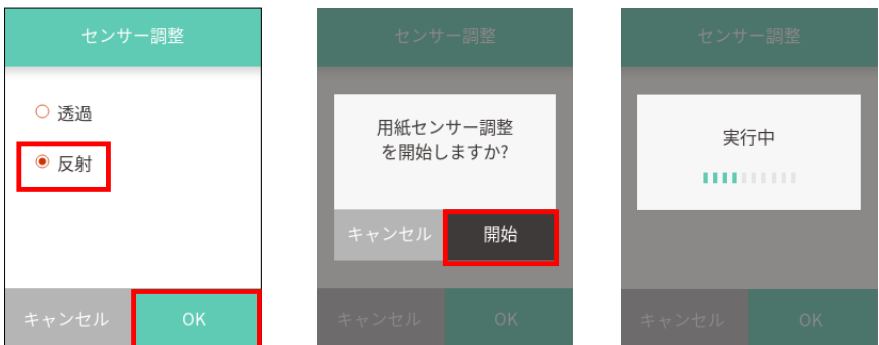 センサー調整
透過
反射
キャンセル
OK
センサー調整
用紙センサー調整
を開始しますか?
キャンセル
開始
キャンセル
OK
センサー調整
実行中
キャンセル
OK